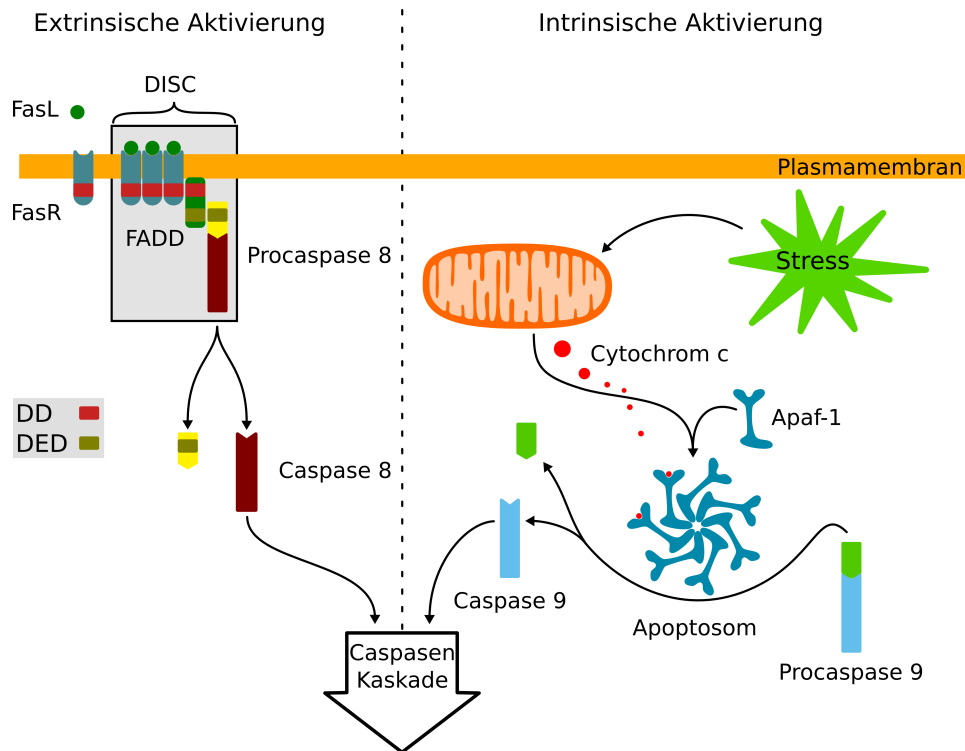 Extrinsische Aktivierung
Intrinsische Aktivierung
DISC
FasL
Plasmamembran
FasR
FADD
Procaspase 8
Stress
Cytochrom c
DD
DED
Apaf-1
Caspase 8
Caspase 9
Apoptosom
Procaspase 9
Caspasen
Kaskade